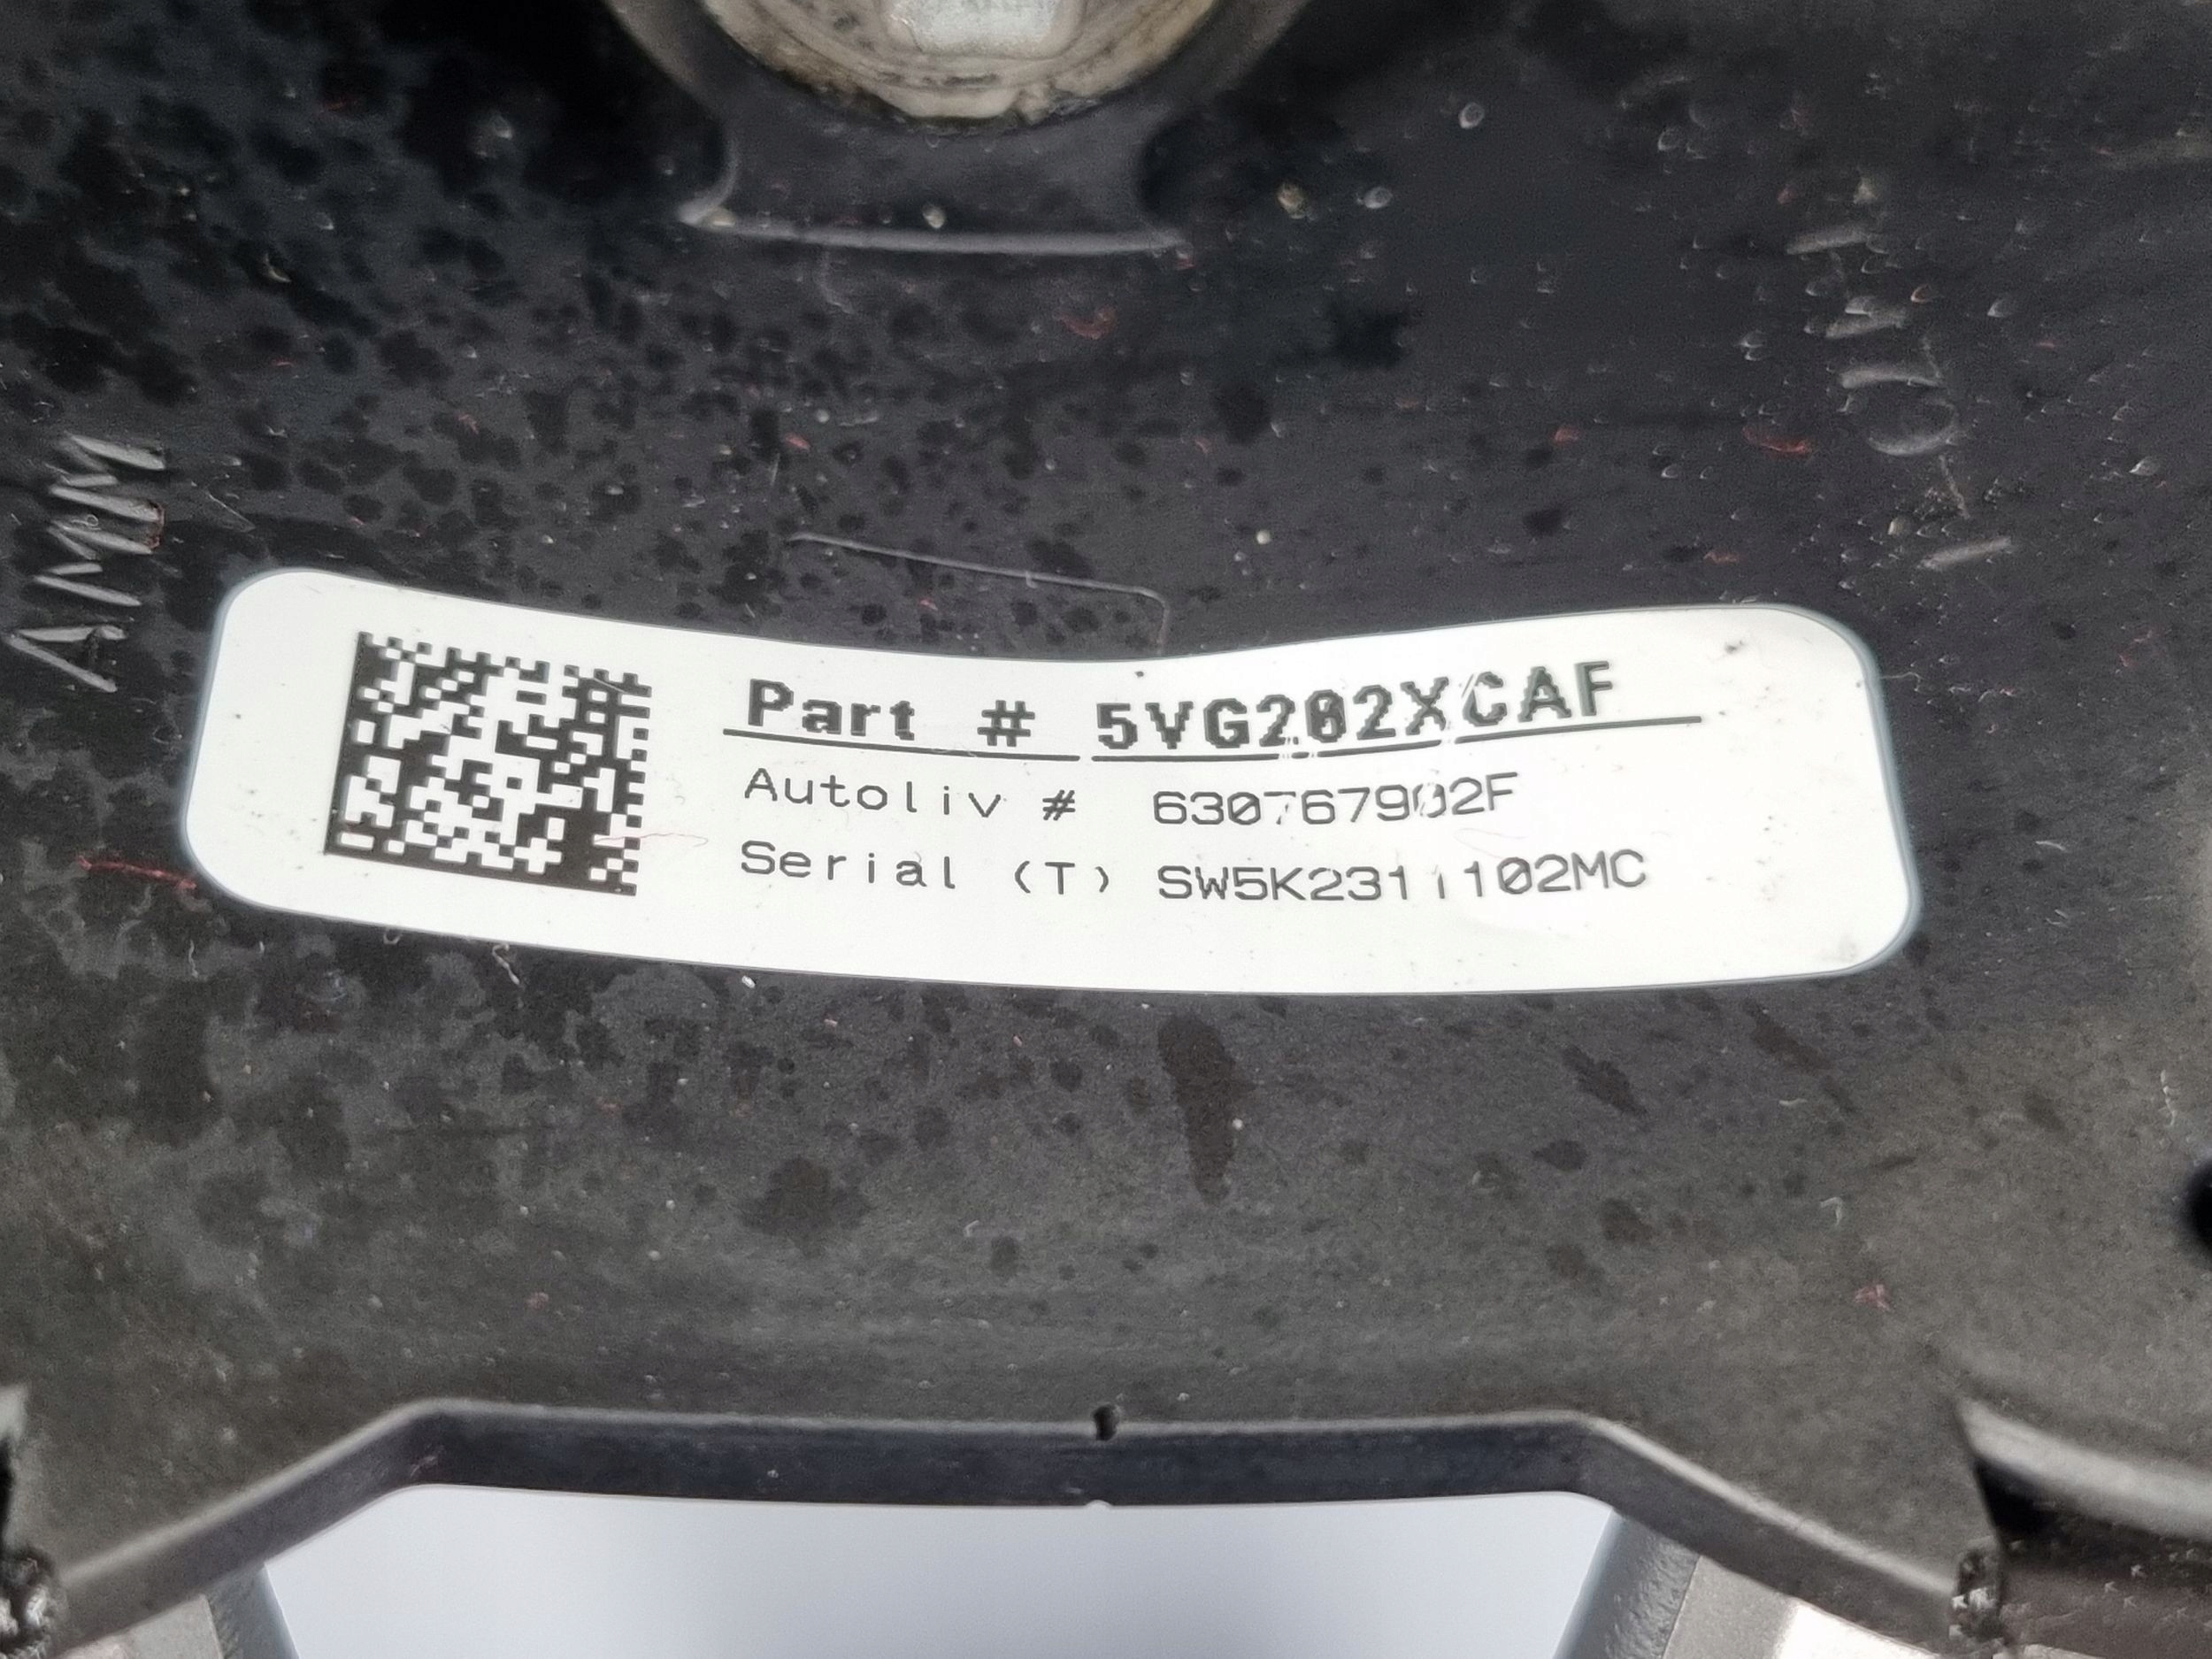 Part # 5VG202XCAF
Autoliv # 630767902F
Serial (T) SW5K2311102MC